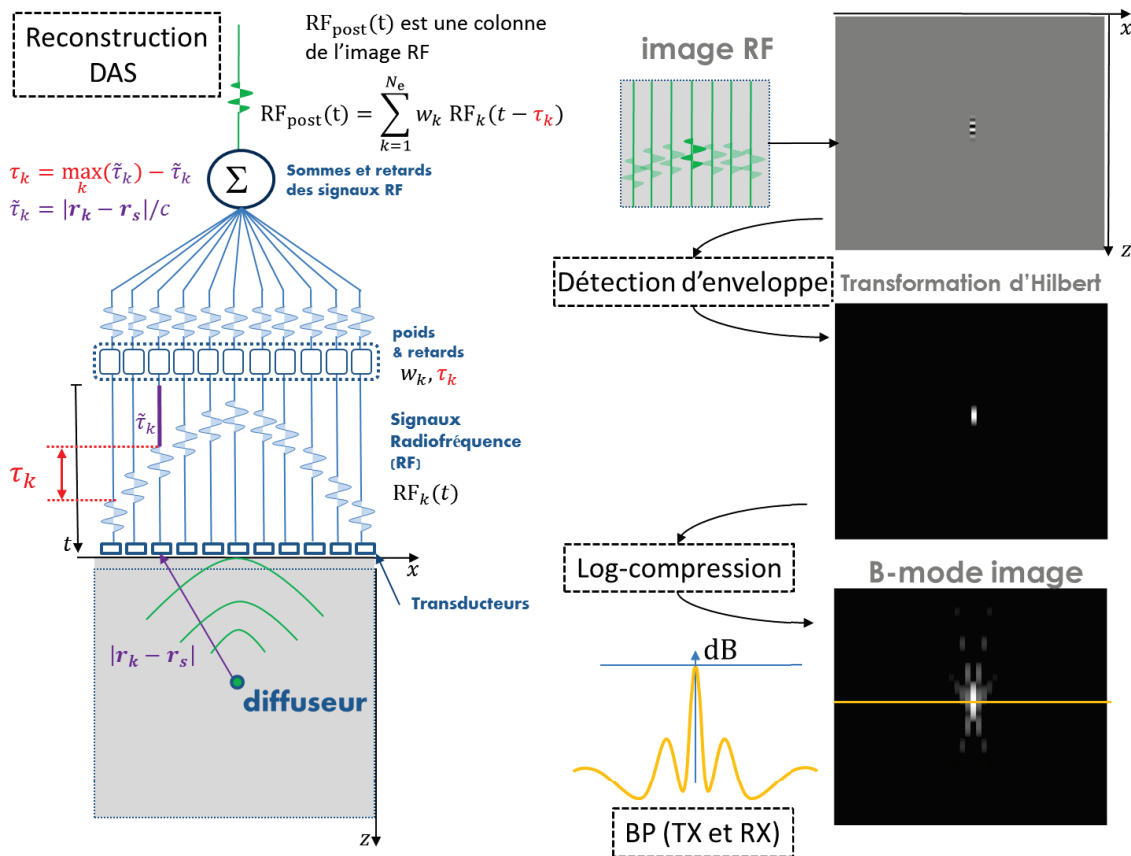 Reconstruction
DAS
RF_post(t) est une colonne
de l'image RF
RF_post(t) = ∑_{k=1}^{N_e} w_k RF_k(t − τ_k)
τ_k = max_k(τ̃_k) − τ̃_k
τ̃_k = |r_k − r_s|/c
Σ
Sommes et retards
des signaux RF
poids
& retards
w_k, τ_k
τ̃_k
τ_k
Signaux
Radiofréquence
(RF)
RF_k(t)
t
x
Transducteurs
|r_k − r_s|
diffuseur
z
image RF
x
z
Détection d'enveloppe
Transformation d'Hilbert
Log-compression
B-mode image
dB
BP (TX et RX)